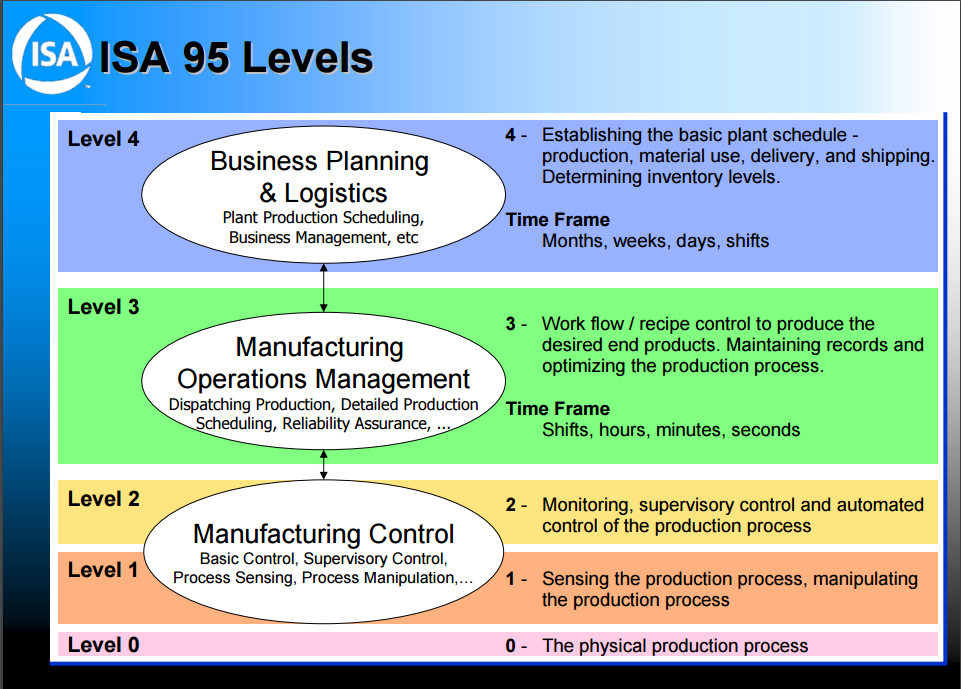 ISA
ISA 95 Levels
Level 4
Business Planning
& Logistics
Plant Production Scheduling,
Business Management, etc
4 - Establishing the basic plant schedule -
production, material use, delivery, and shipping.
Determining inventory levels.
Time Frame
Months, weeks, days, shifts
Level 3
Manufacturing
Operations Management
Dispatching Production, Detailed Production
Scheduling, Reliability Assurance, ...
3 - Work flow / recipe control to produce the
desired end products. Maintaining records and
optimizing the production process.
Time Frame
Shifts, hours, minutes, seconds
Level 2
Manufacturing Control
Basic Control, Supervisory Control,
Process Sensing, Process Manipulation,...
2 - Monitoring, supervisory control and automated
control of the production process
Level 1
1 - Sensing the production process, manipulating
the production process
Level 0
0 - The physical production process